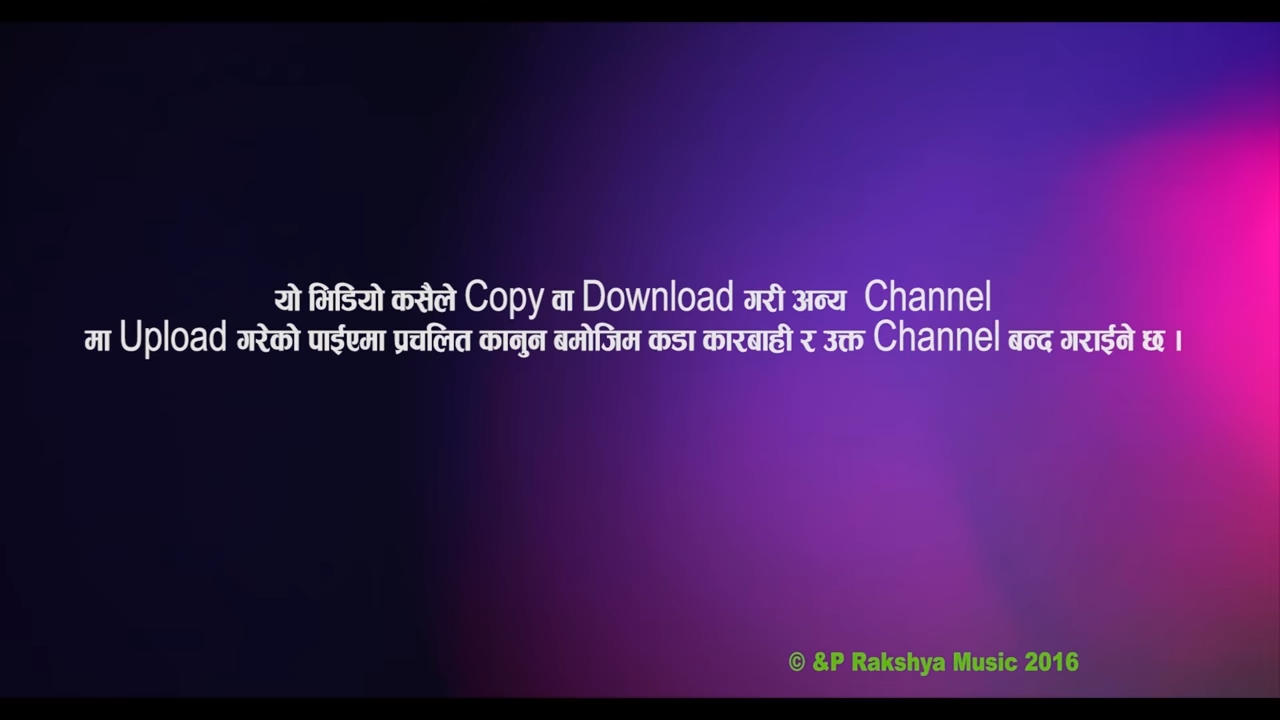 यो भिडियो कसैले Copy वा Download गरी अन्य Channel
मा Upload गरेको पाईएमा प्रचलित कानुन बमोजिम कडा कारबाही र उक्त Channel बन्द गराईने छ ।
© &P Rakshya Music 2016